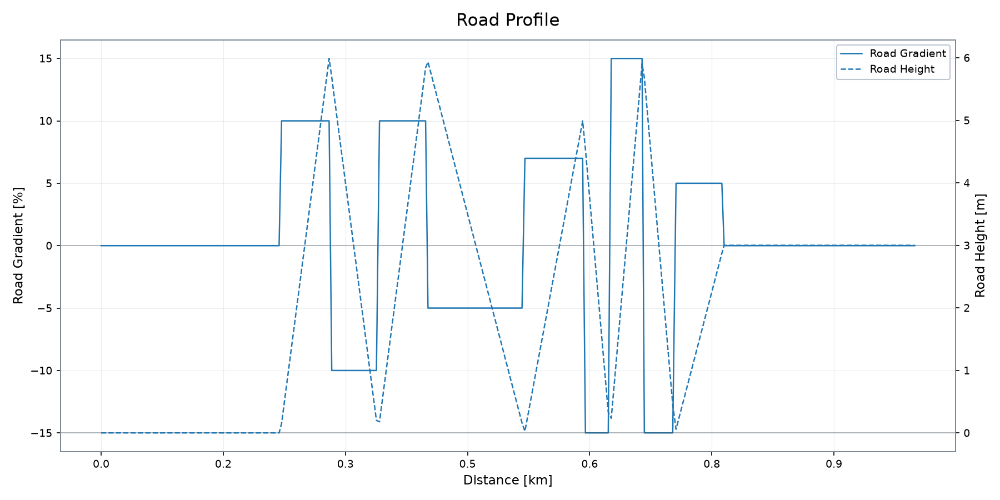 Road Profile
Road Gradient
Road Height
15
10
5
0
−5
−10
−15
Road Gradient [%]
6
5
4
3
2
1
0
Road Height [m]
0.0 0.2 0.3 0.5 0.6 0.8 0.9
Distance [km]